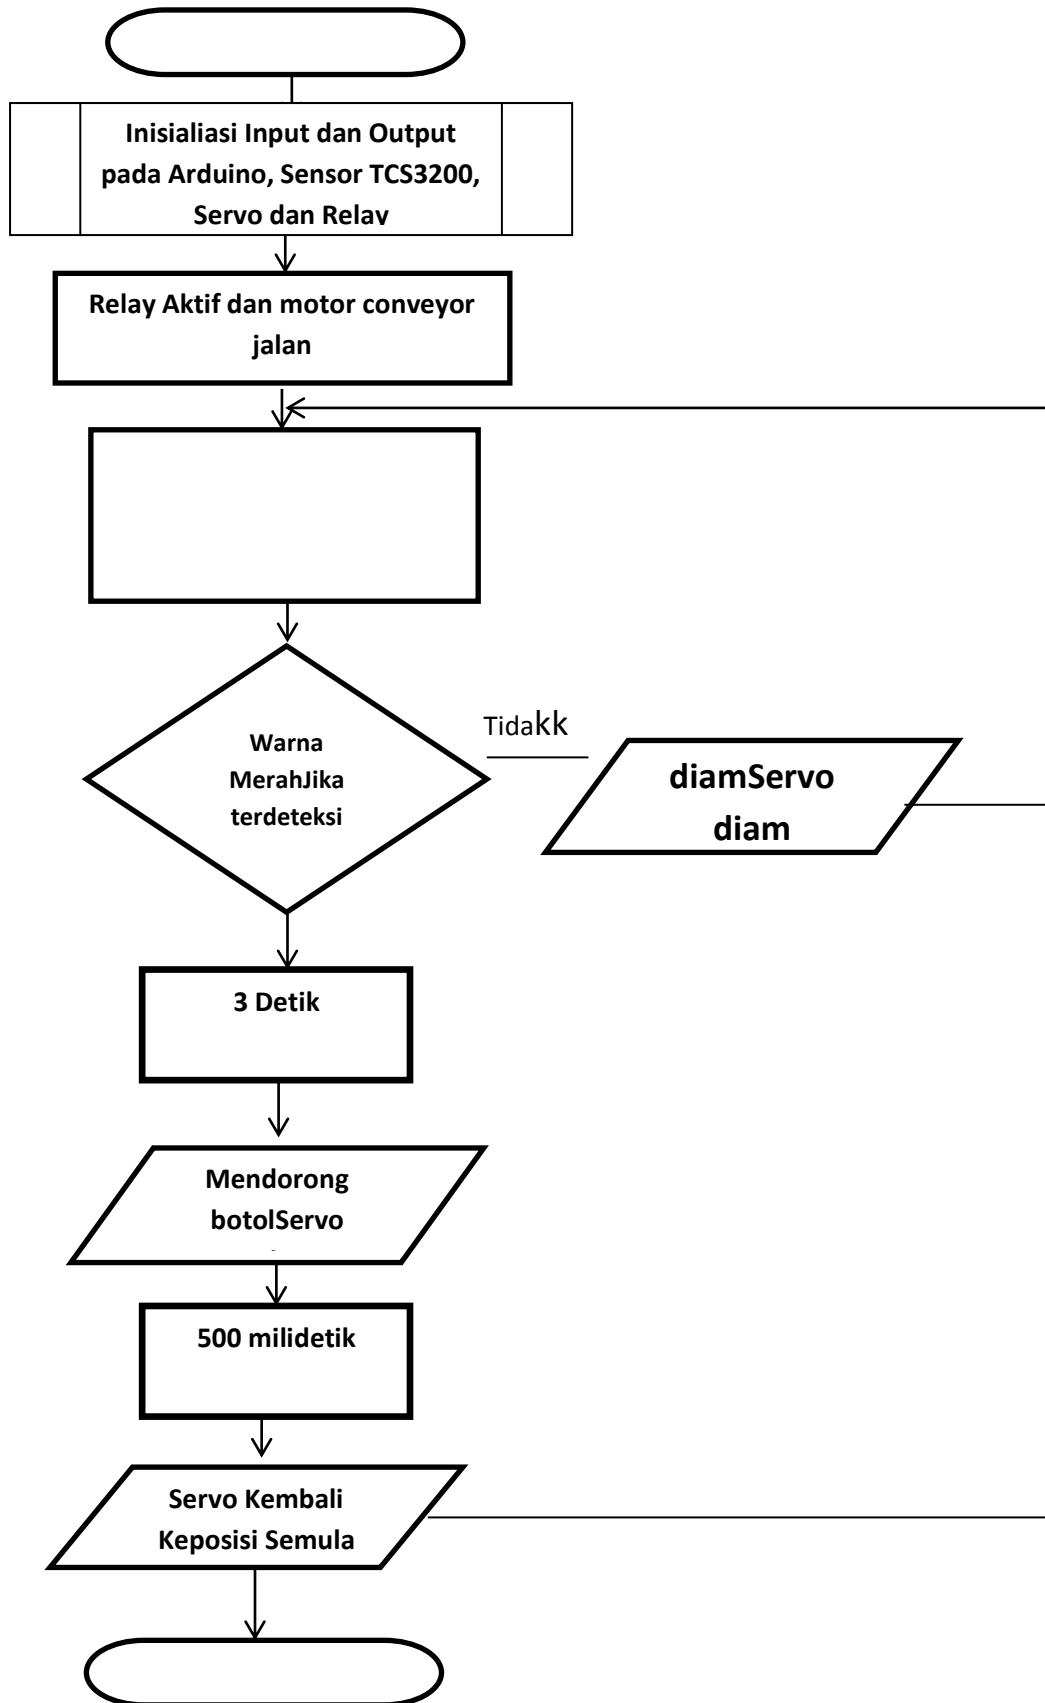 Inisialiasi Input dan Output
pada Arduino, Sensor TCS3200,
Servo dan Relay
Relay Aktif dan motor conveyor
jalan
Warna
MerahJika
terdeteksi
Tidakk
diamServo
diam
3 Detik
Mendorong
botolServo
500 milidetik
Servo Kembali
Keposisi Semula